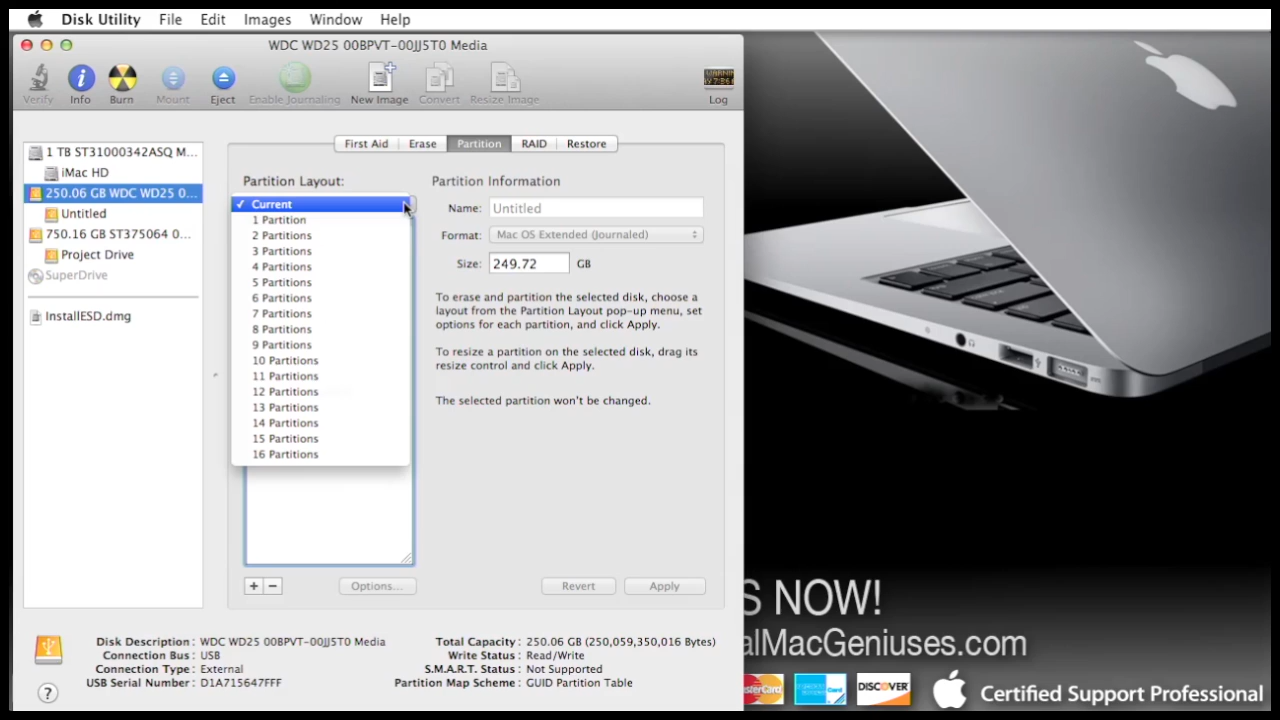 Disk Utility File Edit Images Window Help
WDC WD25 00BPVT-00JJ5T0 Media
Verify Info Burn Mount Eject Enable Journaling New Image Convert Resize Image Log
First Aid Erase Partition RAID Restore
1 TB ST31000342ASQ M...
iMac HD
250.06 GB WDC WD25 0...
Untitled
750.16 GB ST375064 0...
Project Drive
SuperDrive
InstallESD.dmg
Partition Layout:
✓ Current
1 Partition
2 Partitions
3 Partitions
4 Partitions
5 Partitions
6 Partitions
7 Partitions
8 Partitions
9 Partitions
10 Partitions
11 Partitions
12 Partitions
13 Partitions
14 Partitions
15 Partitions
16 Partitions
+ −
Options...
Partition Information
Name: Untitled
Format: Mac OS Extended (Journaled)
Size: 249.72 GB
To erase and partition the selected disk, choose a
layout from the Partition Layout pop-up menu, set
options for each partition, and click Apply.
To resize a partition on the selected disk, drag its
resize control and click Apply.
The selected partition won't be changed.
Revert Apply
Disk Description : WDC WD25 00BPVT-00JJ5T0 Media
Connection Bus : USB
Connection Type : External
USB Serial Number : D1A715647FFF
Total Capacity : 250.06 GB (250,059,350,016 Bytes)
Write Status : Read/Write
S.M.A.R.T. Status : Not Supported
Partition Map Scheme : GUID Partition Table
?
S NOW!
alMacGeniuses.com
DISCOVER
Certified Support Professional